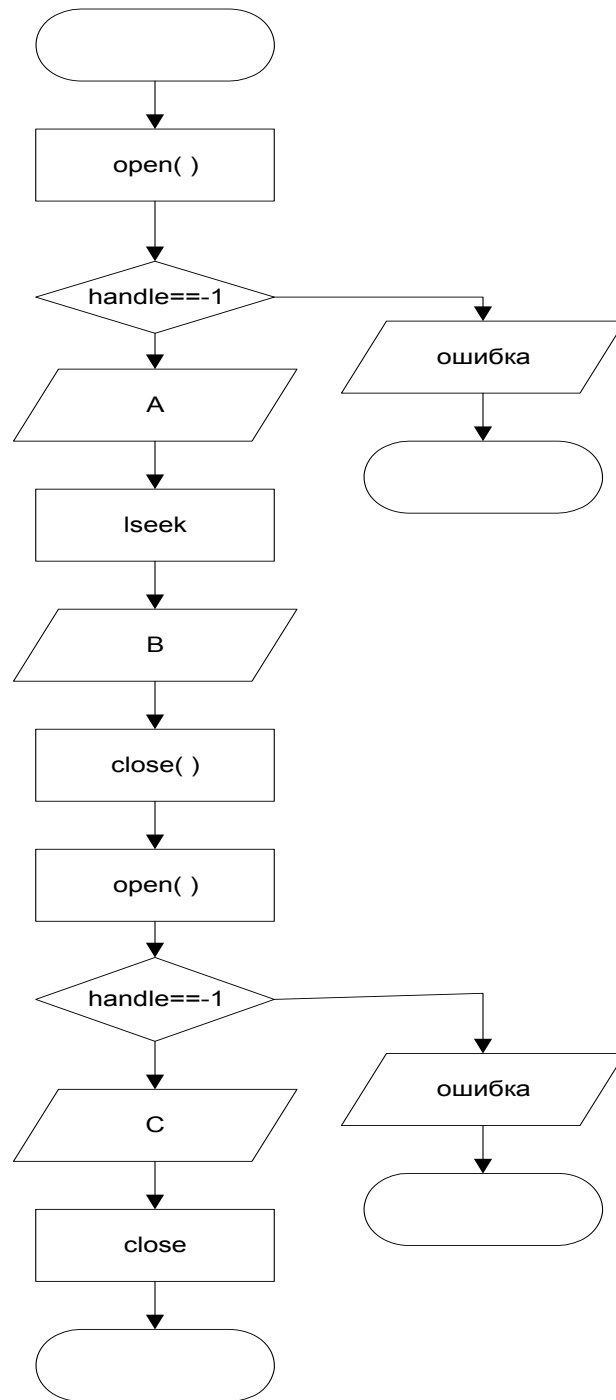 open( )
handle==-1
ошибка
A
lseek
B
close( )
open( )
handle==-1
ошибка
C
close